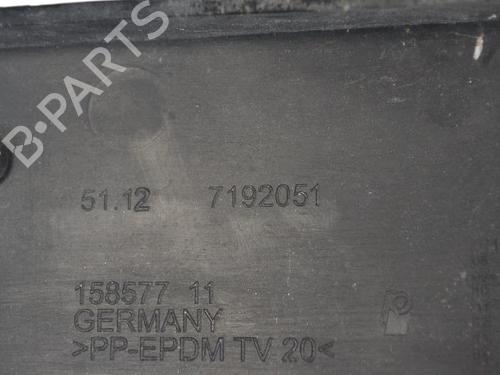 B-PARTS
51.12 7192051
158577 11
GERMANY
>PP-EPDM TV 20<